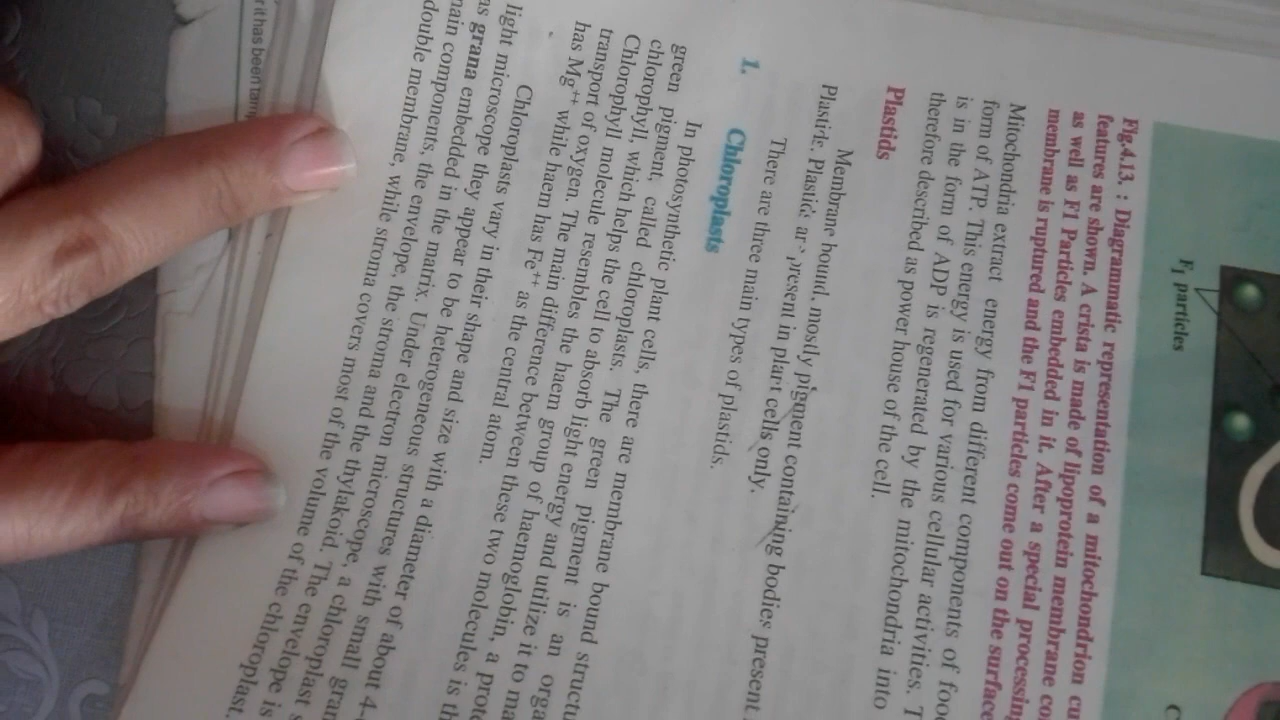 F1 particles
Fig.4.13. : Diagrammatic representation of a mitochondrion cu
features are shown. A crista is made of lipoprotein membrane co
as well as F1 Particles embedded in it. After a special processing
membrane is ruptured and the F1 particles come out on the surface
Mitochondria extract energy from different components of foo
form of ATP. This energy is used for various cellular activities. T
is in the form of ADP is regenerated by the mitochondria into
therefore described as power house of the cell.
Plastids
Membrane bound, mostly pigment containing bodies present
Plastids. Plastids are present in plant cells only.
There are three main types of plastids.
1. Chloroplasts
In photosynthetic plant cells, there are membrane bound structu
green pigment, called chloroplasts. The green pigment is an orga
chlorophyll, which helps the cell to absorb light energy and utilize it to ma
Chlorophyll molecule resembles the haem group of haemoglobin, a prote
transport of oxygen. The main difference between these two molecules is th
has Mg++ while haem has Fe++ as the central atom.
Chloroplasts vary in their shape and size with a diameter of about 4-
light microscope they appear to be heterogeneous structures with small gran
as grana embedded in the matrix. Under electron microscope, a chloroplast s
main components, the envelope, the stroma and the thylakoid. The envelope is
double membrane, while stroma covers most of the volume of the chloroplast.
r it has been tam